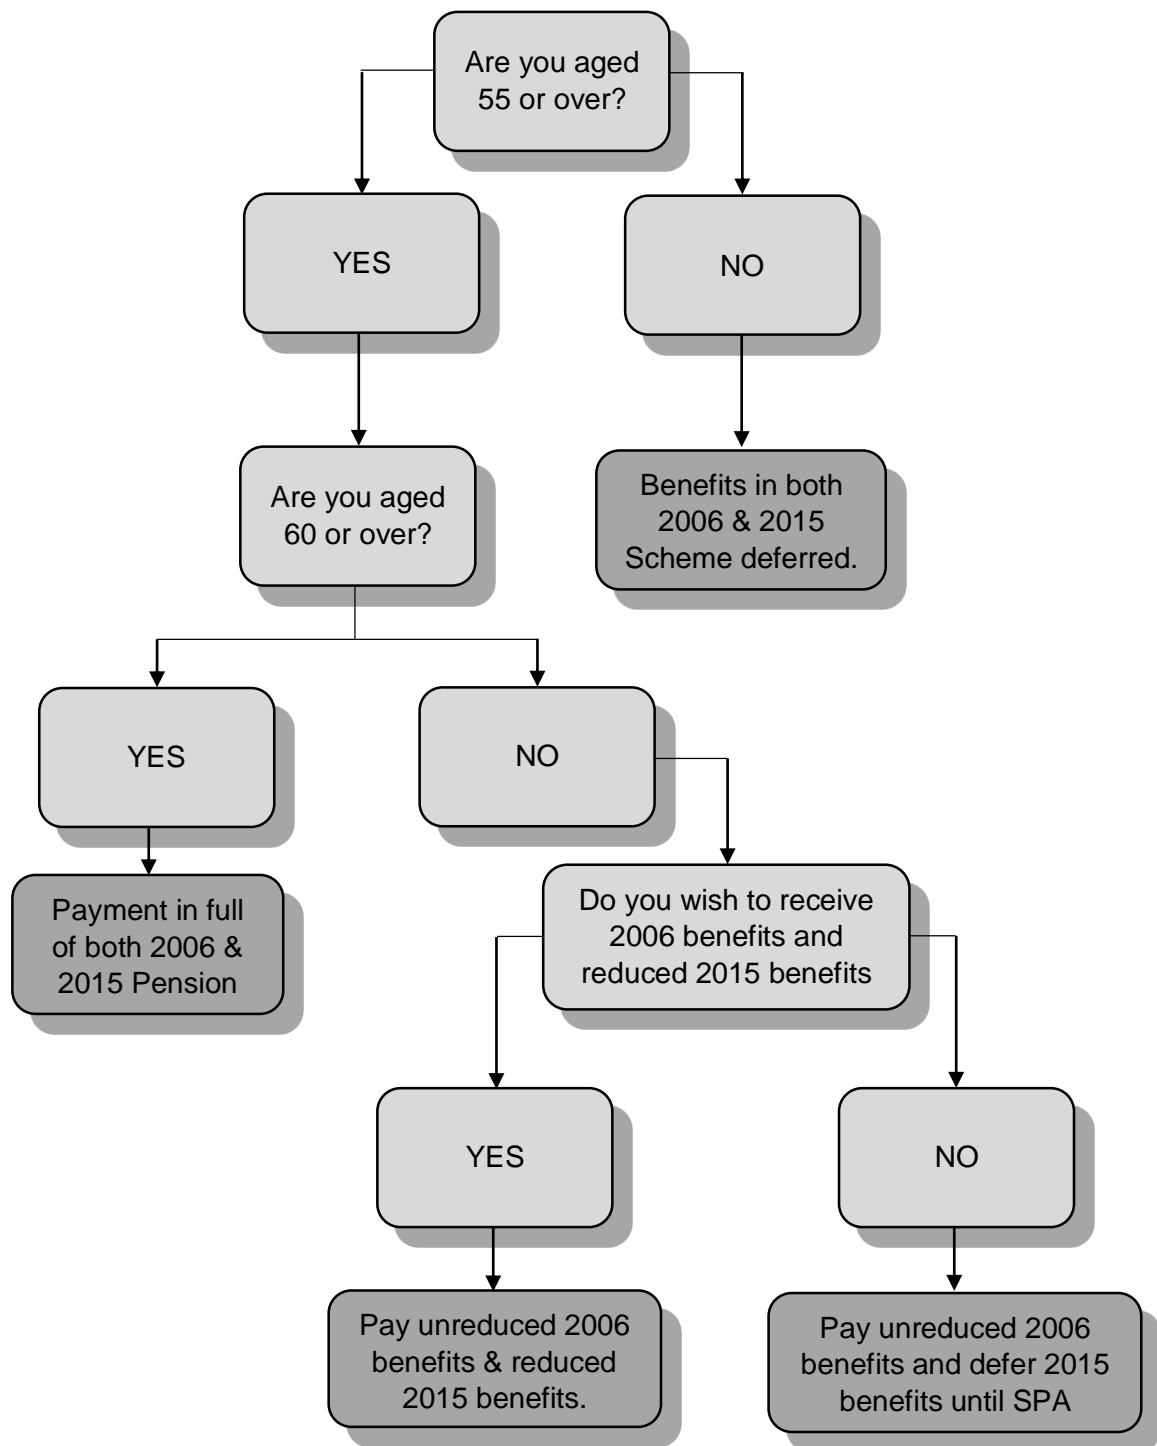 Are you aged
55 or over?
YES
NO
Are you aged
60 or over?
Benefits in both
2006 & 2015
Scheme deferred.
YES
NO
Payment in full
of both 2006 &
2015 Pension
Do you wish to receive
2006 benefits and
reduced 2015 benefits
YES
NO
Pay unreduced 2006
benefits & reduced
2015 benefits.
Pay unreduced 2006
benefits and defer 2015
benefits until SPA